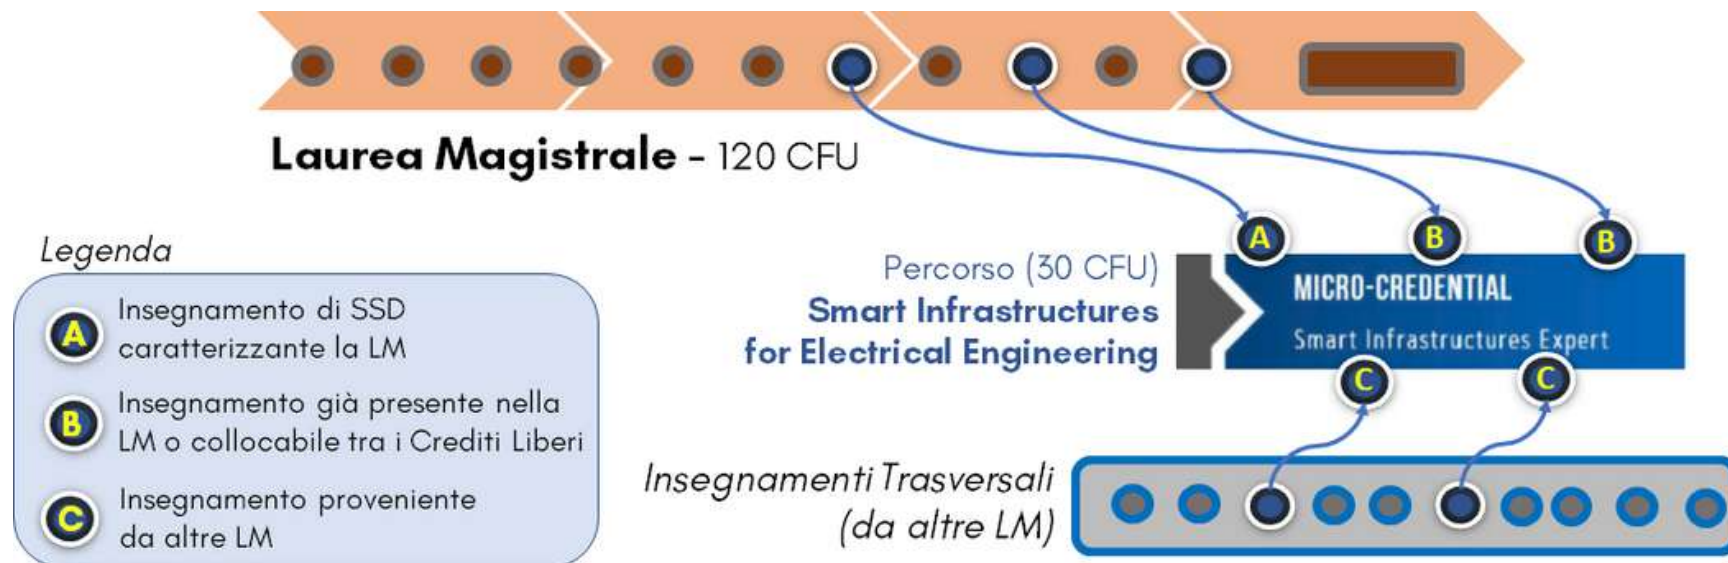 Laurea Magistrale - 120 CFU
Legenda
A
Insegnamento di SSD
caratterizzante la LM
B
Insegnamento già presente nella
LM o collocabile tra i Crediti Liberi
C
Insegnamento proveniente
da altre LM
Percorso (30 CFU)
Smart Infrastructures
for Electrical Engineering
A
B
B
MICRO-CREDENTIAL
Smart Infrastructures Expert
C
C
Insegnamenti Trasversali
(da altre LM)